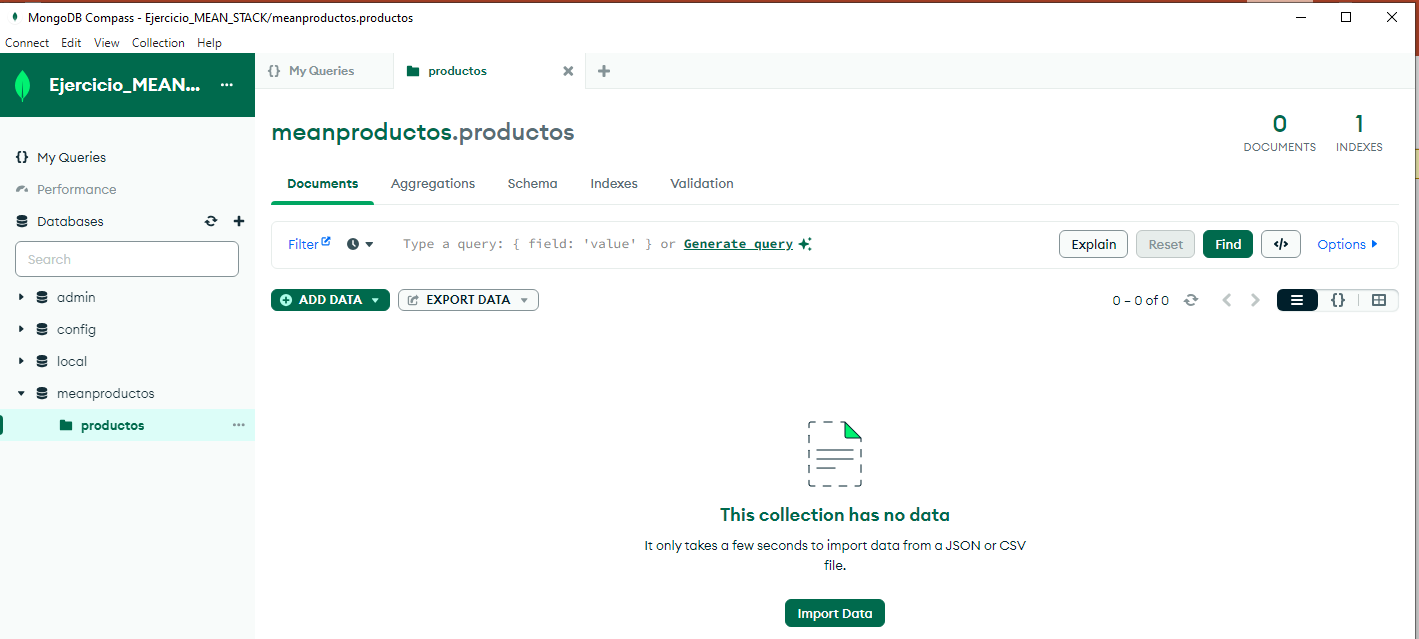 MongoDB Compass - Ejercicio_MEAN_STACK/meanproductos.productos
Connect Edit View Collection Help
Ejercicio_MEAN... ...
{} My Queries
productos
My Queries
Performance
Databases
Search
admin
config
local
meanproductos
productos
meanproductos.productos
0
DOCUMENTS
1
INDEXES
Documents Aggregations Schema Indexes Validation
Filter Type a query: { field: 'value' } or Generate query Explain Reset Find </> Options
ADD DATA EXPORT DATA 0 – 0 of 0 {}
This collection has no data
It only takes a few seconds to import data from a JSON or CSV
file.
Import Data